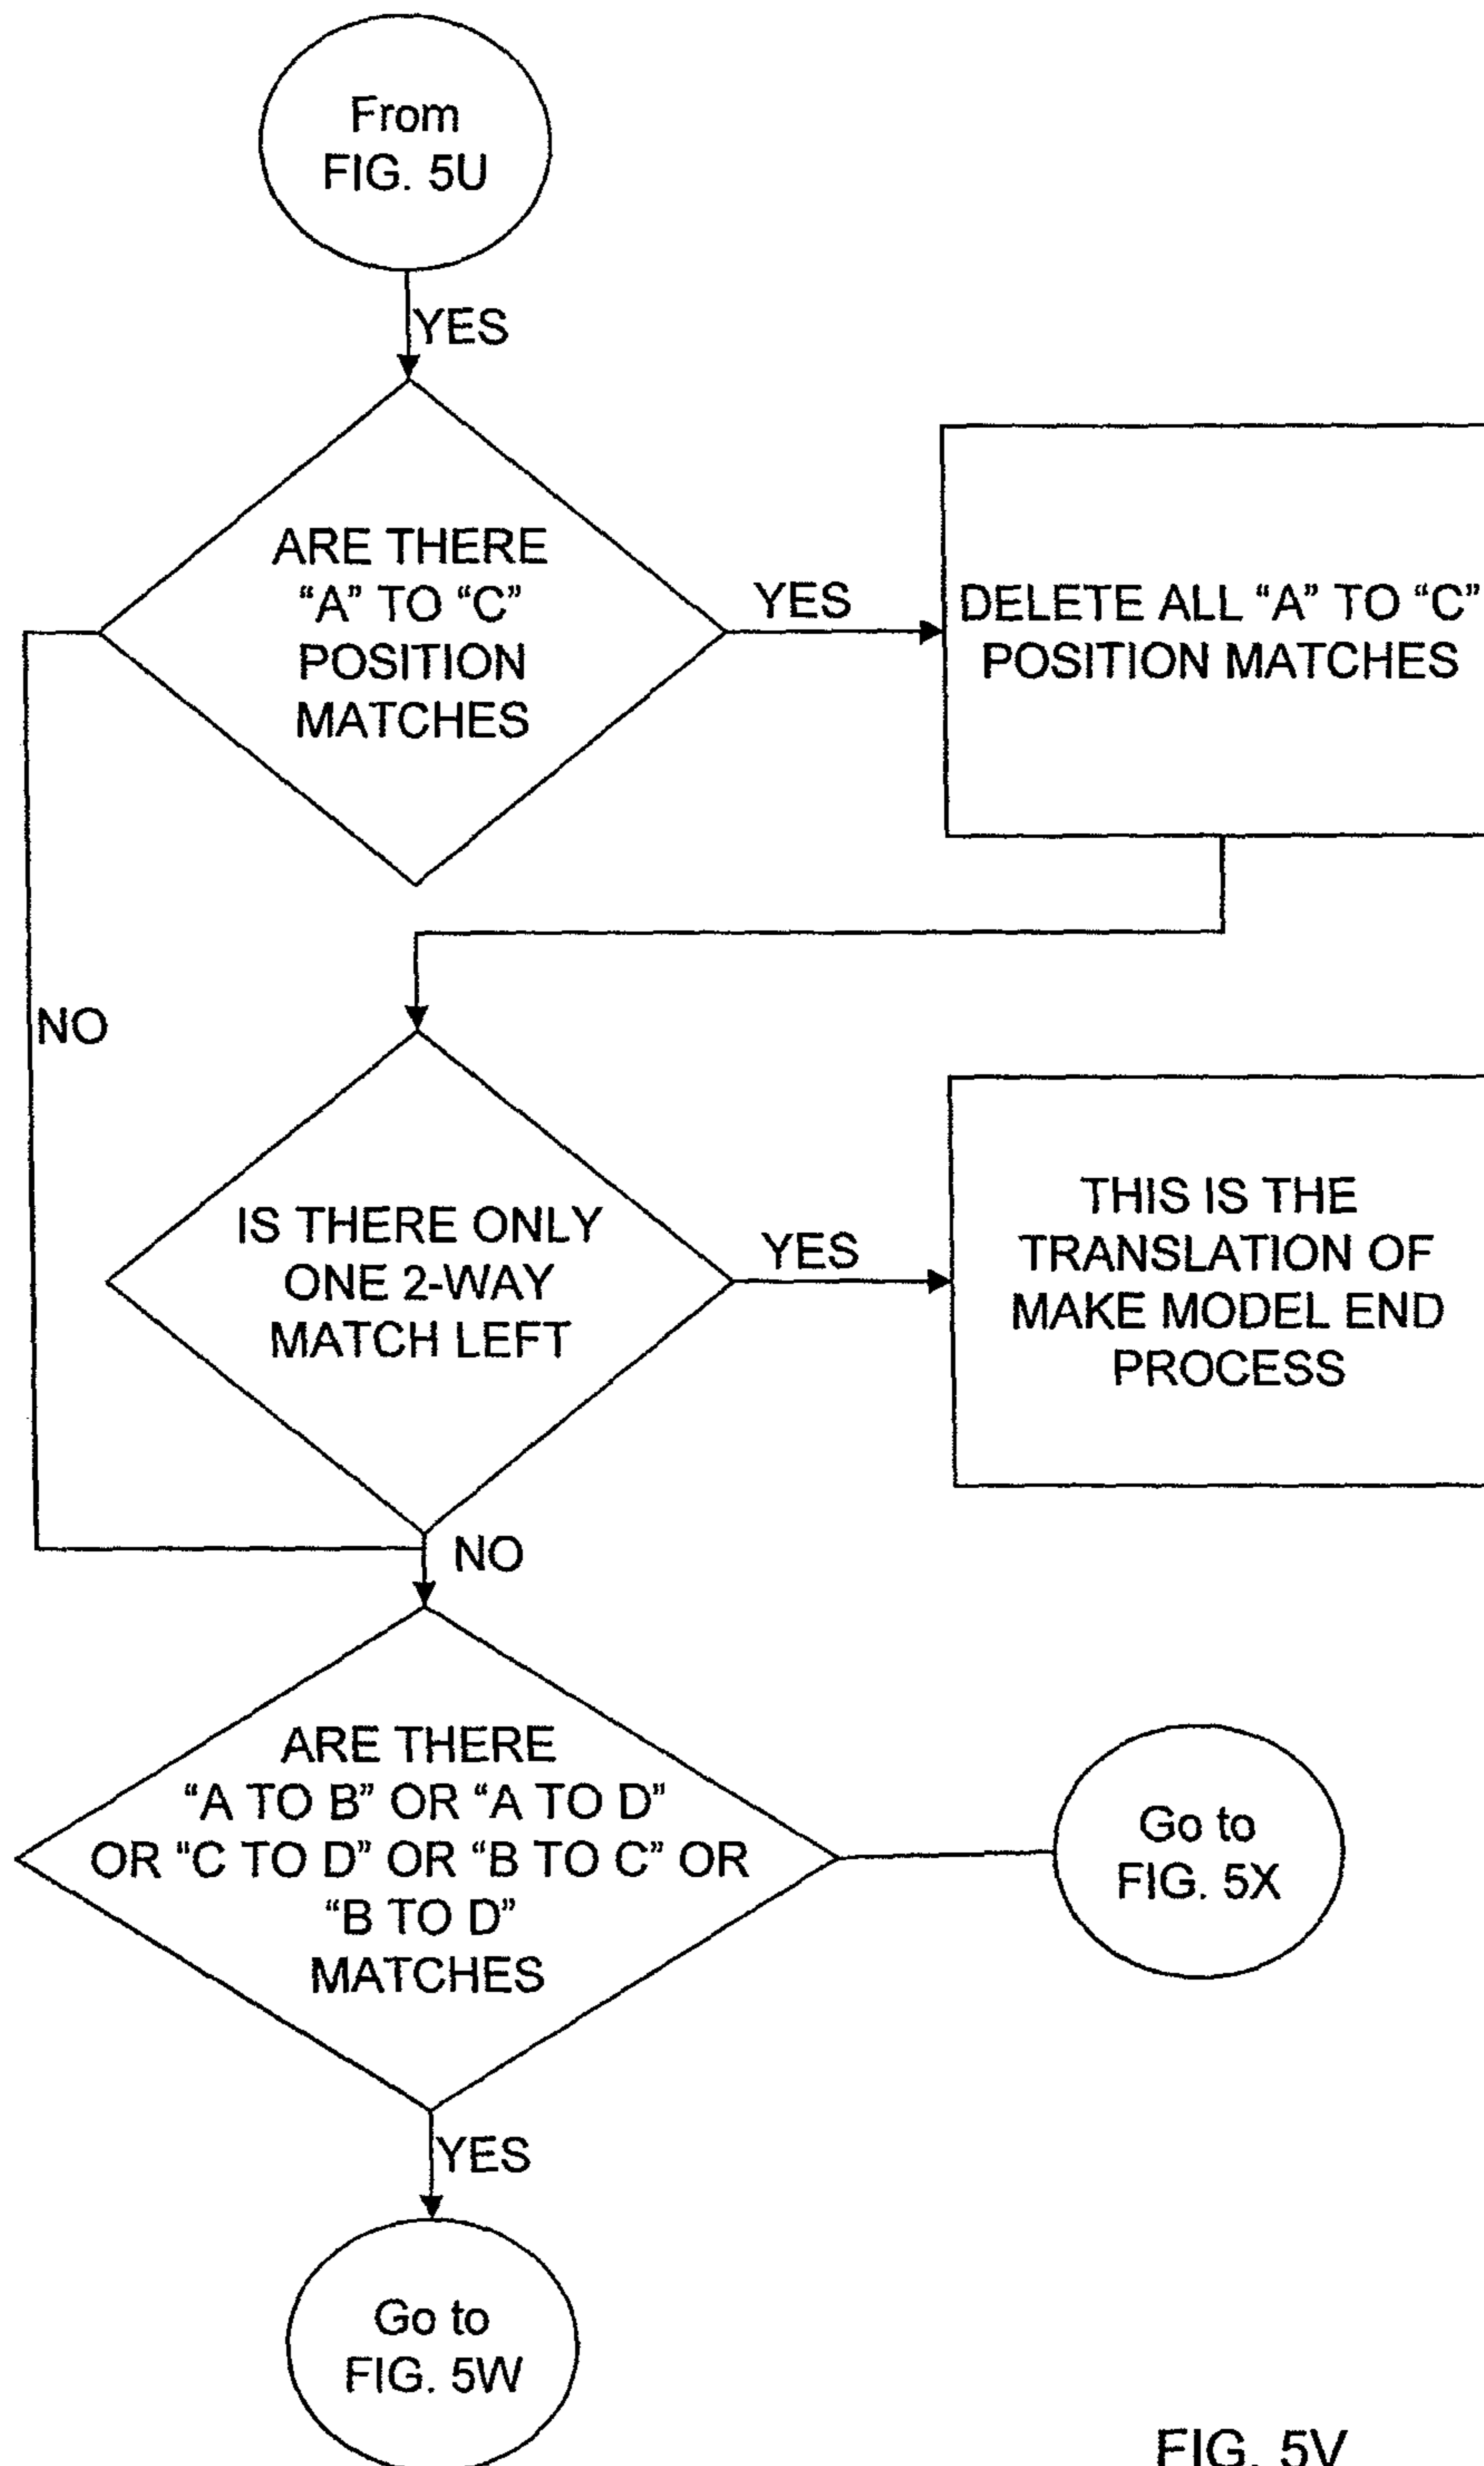 From
FIG. 5U
YES
ARE THERE
“A” TO “C”
POSITION
MATCHES
YES
DELETE ALL “A” TO “C”
POSITION MATCHES
NO
IS THERE ONLY
ONE 2-WAY
MATCH LEFT
YES
THIS IS THE
TRANSLATION OF
MAKE MODEL END
PROCESS
NO
ARE THERE
“A TO B” OR “A TO D”
OR “C TO D” OR “B TO C” OR
“B TO D”
MATCHES
Go to
FIG. 5X
YES
Go to
FIG. 5W
FIG. 5V